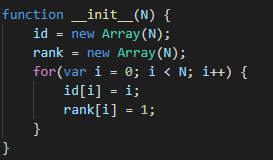 function __init__(N) {
    id = new Array(N);
    rank = new Array(N);
    for(var i = 0; i < N; i++) {
        id[i] = i;
        rank[i] = 1;
    }
}